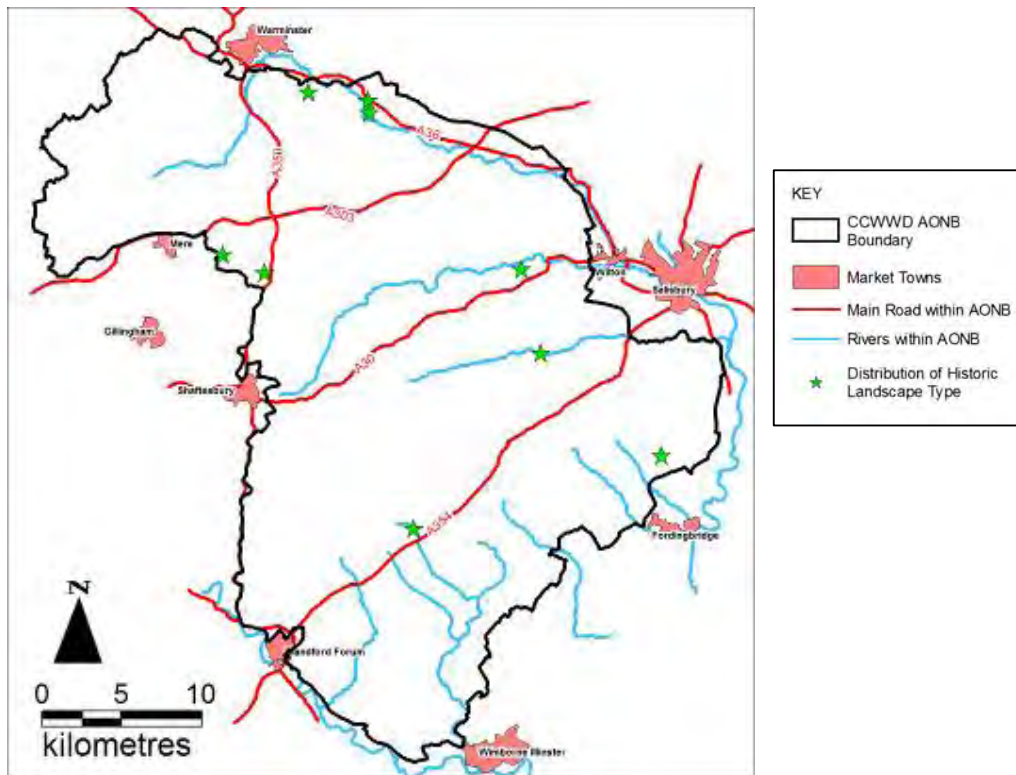 Warminster
A36
A350
A303
Mere
Wilton
Salisbury
Gillingham
A30
Shaftesbury
A354
Fordingbridge
N
landford Forum
Wimborne Minster
0 5 10
kilometres
KEY
CCWWD AONB
Boundary
Market Towns
Main Road within AONB
Rivers within AONB
Distribution of Historic
Landscape Type